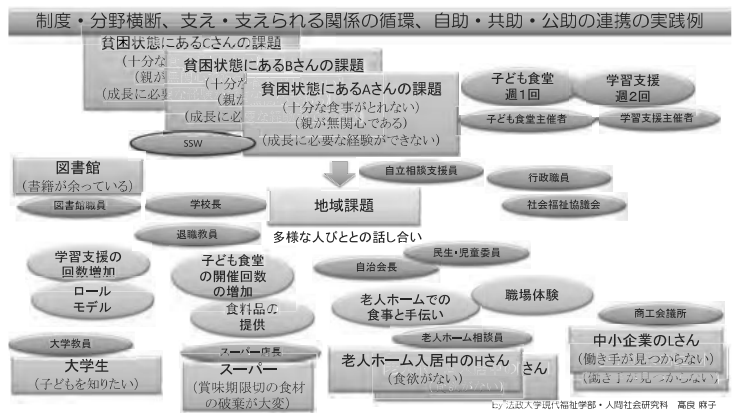 制度・分野横断、支え・支えられる関係の循環、自助・共助・公助の連携の実践例
貧困状態にあるCさんの課題
(十分な
(親が
(成長に必要な
貧困状態にあるBさんの課題
(十分な
(親が
(成長に
貧困状態にあるAさんの課題
(十分な食事がとれない)
(親が無関心である)
(成長に必要な経験ができない)
子ども食堂
週1回
学習支援
週2回
子ども食堂主催者
学習支援主催者
SSW
図書館
(書籍が余っている)
図書館職員
学校長
退職教員
自立相談支援員
行政職員
社会福祉協議会
地域課題
多様な人びととの話し合い
民生・児童委員
自治会長
学習支援の
回数増加
ロール
モデル
子ども食堂
の開催回数
の増加
食料品の
提供
老人ホームでの
食事と手伝い
職場体験
商工会議所
大学教員
大学生
(子どもを知りたい)
スーパー店長
スーパー
(賞味期限切の食材
の破棄が大変)
老人ホーム相談員
老人ホーム入居中のHさん
(食欲がない)
さん
中小企業のLさん
(働き手が見つからない)
(働き手が見つからない)
By 法政大学現代福祉学部・人間社会研究科 高良 麻子